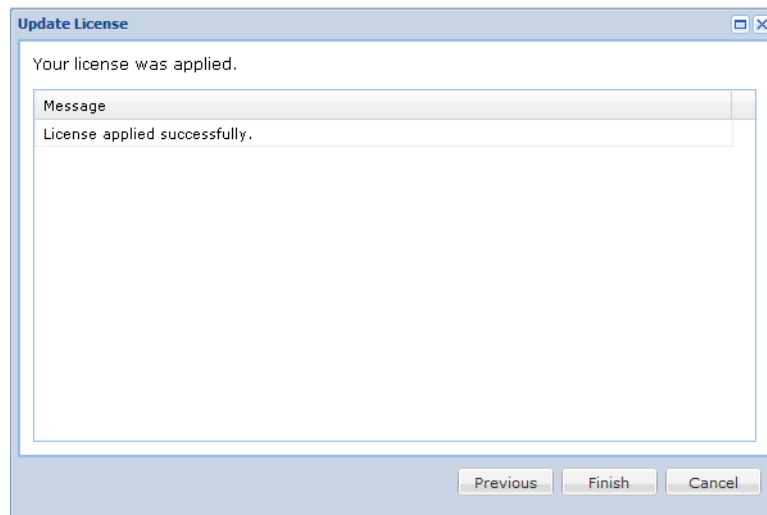 Update License
Your license was applied.
Message
License applied successfully.
Previous Finish Cancel